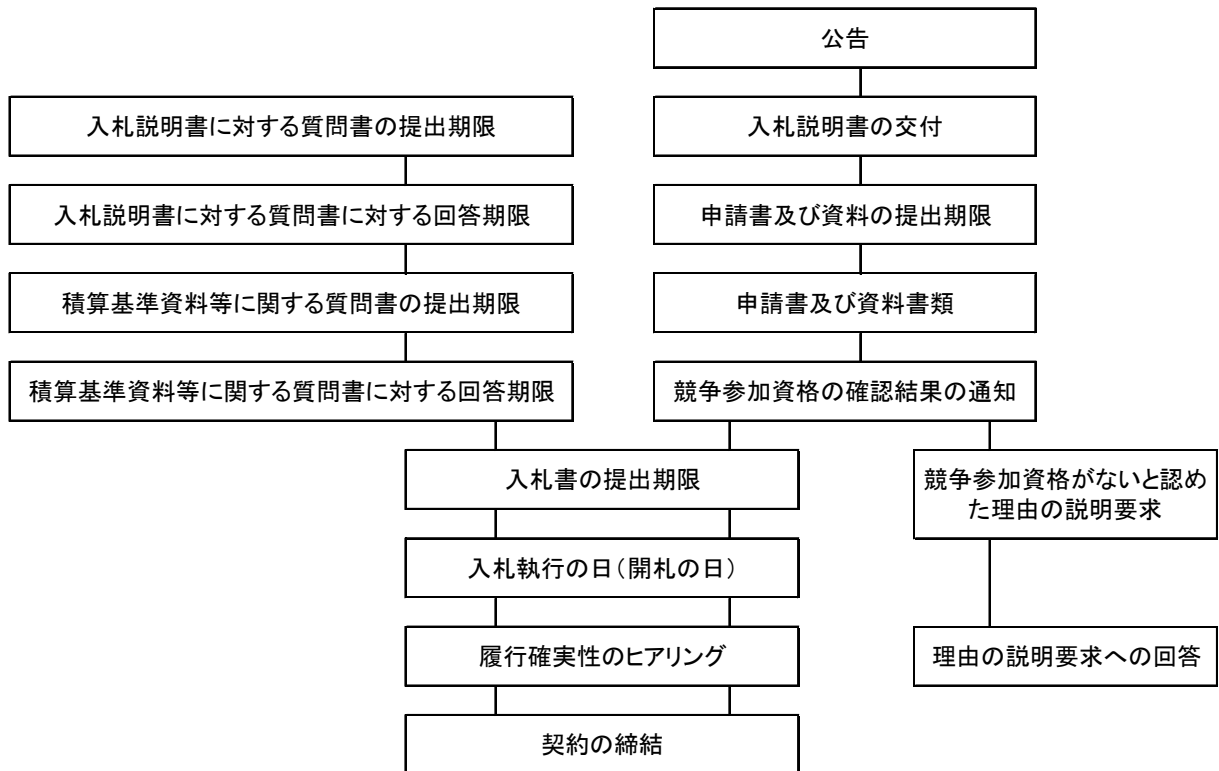 公告
入札説明書に対する質問書の提出期限
入札説明書の交付
入札説明書に対する質問書に対する回答期限
申請書及び資料の提出期限
積算基準資料等に関する質問書の提出期限
申請書及び資料書類
積算基準資料等に関する質問書に対する回答期限
競争参加資格の確認結果の通知
入札書の提出期限
競争参加資格がないと認め
た理由の説明要求
入札執行の日（開札の日）
履行確実性のヒアリング
理由の説明要求への回答
契約の締結